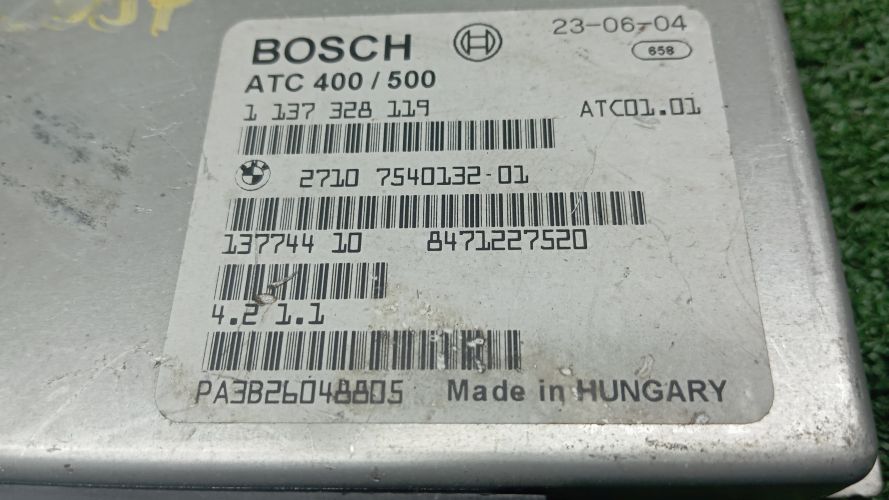 BOSCH 23-06-04
658
ATC 400 / 500
1 137 328 119 ATC01.01
2710 7540132-01
137744 10 8471227520
4.2 1.1
PA3B26048805 Made in HUNGARY